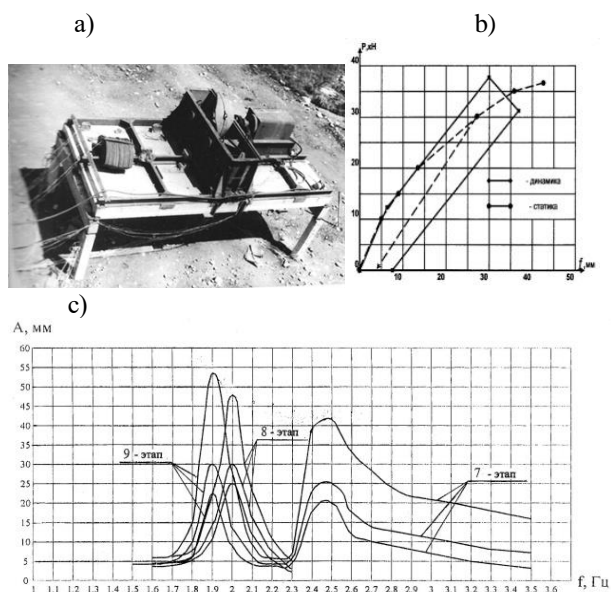 a)
b)
P,кН
40
30
20
10
0
- динамика
- статика
0 10 20 30 40 50 f, мм
c)
A, мм
60
55
50
45
40
35
30
25
20
15
10
5
0
9 - этап
8 - этап
7 - этап
1 1.1 1.2 1.3 1.4 1.5 1.6 1.7 1.8 1.9 2 2.1 2.2 2.3 2.4 2.5 2.6 2.7 2.8 2.9 3 3.1 3.2 3.3 3.4 3.5 3.6 f, Гц